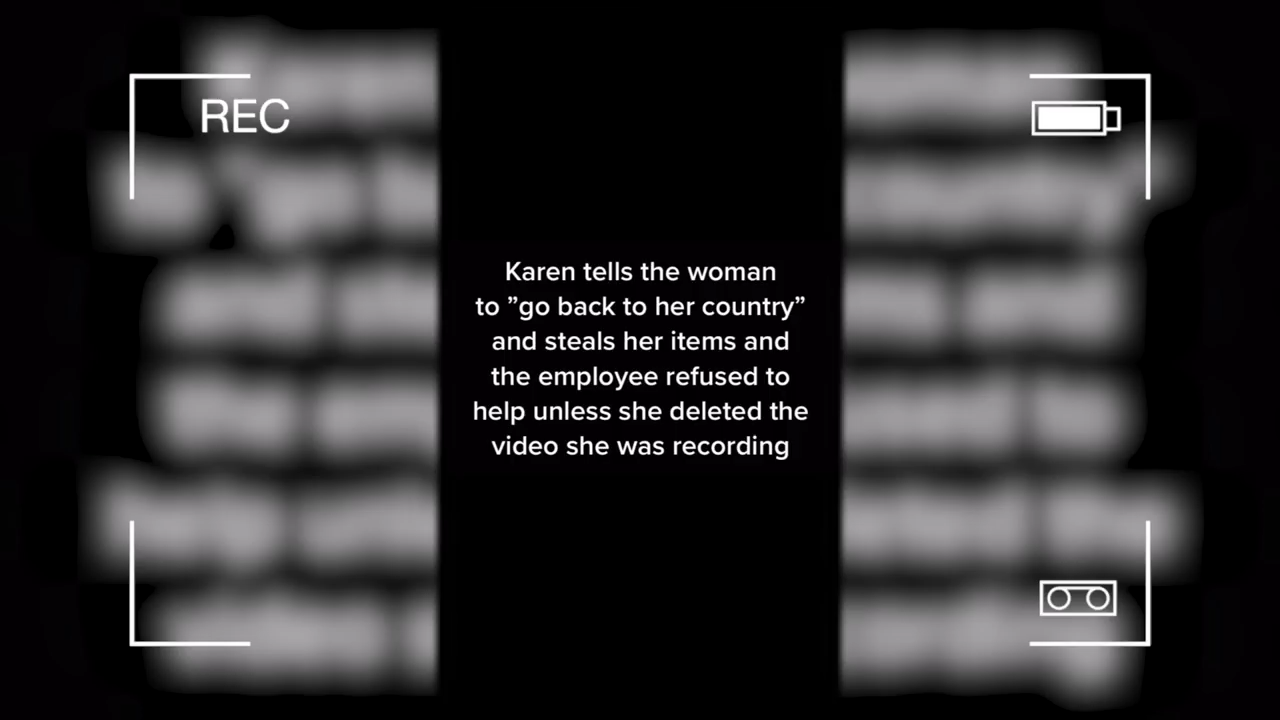 REC
Karen tells the woman
to ”go back to her country”
and steals her items and
the employee refused to
help unless she deleted the
video she was recording